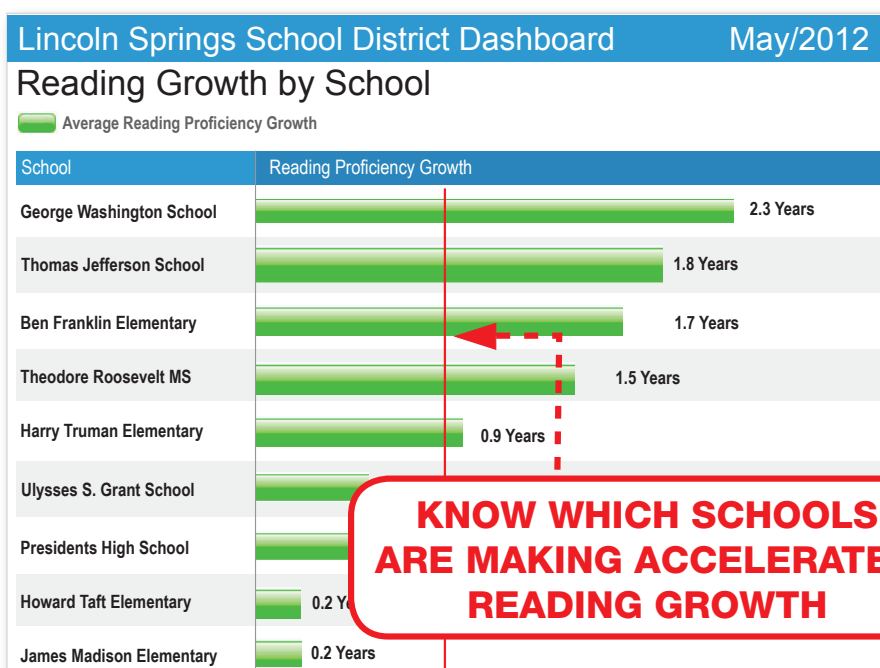 Lincoln Springs School District Dashboard May/2012
Reading Growth by School
Average Reading Proficiency Growth
School Reading Proficiency Growth
George Washington School 2.3 Years
Thomas Jefferson School 1.8 Years
Ben Franklin Elementary 1.7 Years
Theodore Roosevelt MS 1.5 Years
Harry Truman Elementary 0.9 Years
Ulysses S. Grant School
Presidents High School
Howard Taft Elementary 0.2
James Madison Elementary 0.2 Years
KNOW WHICH SCHOOLS
ARE MAKING
READING GROWTH